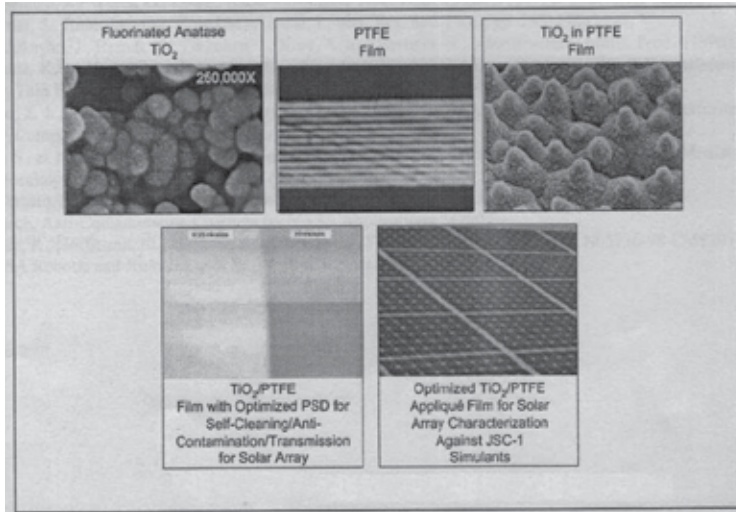 Fluorinated Anatase
TiO2
PTFE
Film
TiO2 in PTFE
Film
250,000X
TiO2/PTFE
Film with Optimized PSD for
Self-Cleaning/Anti-
Contamination/Transmission
for Solar Array
Optimized TiO2/PTFE
Appliqué Film for Solar
Array Characterization
Against JSC-1
Simulants